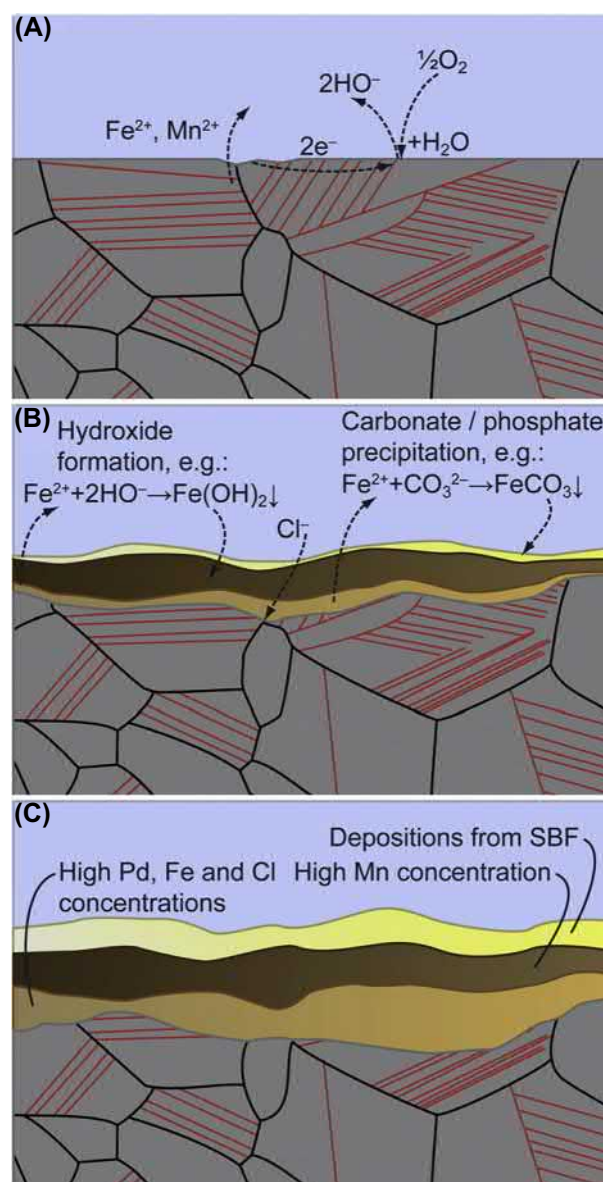 (A)
½O₂
2HO⁻
Fe²⁺, Mn²⁺
2e⁻
+H₂O
(B)
Hydroxide
formation, e.g.:
Fe²⁺+2HO⁻→Fe(OH)₂↓
Carbonate / phosphate
precipitation, e.g.:
Fe²⁺+CO₃²⁻→FeCO₃↓
Cl⁻
(C)
Depositions from SBF
High Pd, Fe and Cl
concentrations
High Mn concentration